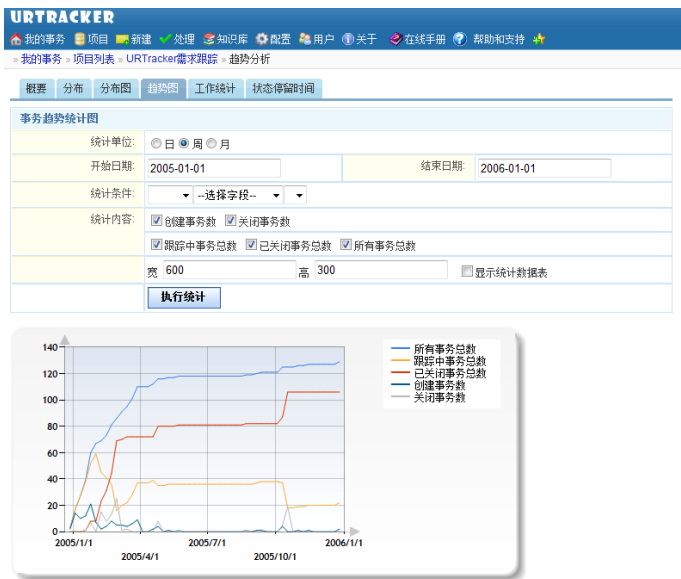 URTRACKER
我的事务 项目 新建 处理 知识库 配置 用户 关于 在线手册 帮助和支持
» 我的事务 » 项目列表 » URTracker需求跟踪 » 趋势分析
概要 分布 分布图 趋势图 工作统计 状态停留时间
事务趋势统计图
统计单位: 日 周 月
开始日期: 2005-01-01 结束日期: 2006-01-01
统计条件: --选择字段--
统计内容: 创建事务数 关闭事务数
跟踪中事务总数 已关闭事务总数 所有事务总数
宽 600 高 300 显示统计数据表
执行统计
所有事务总数
跟踪中事务总数
已关闭事务总数
创建事务数
关闭事务数
140
120
100
80
60
40
20
0
2005/1/1 2005/7/1 2006/1/1
2005/4/1 2005/10/1